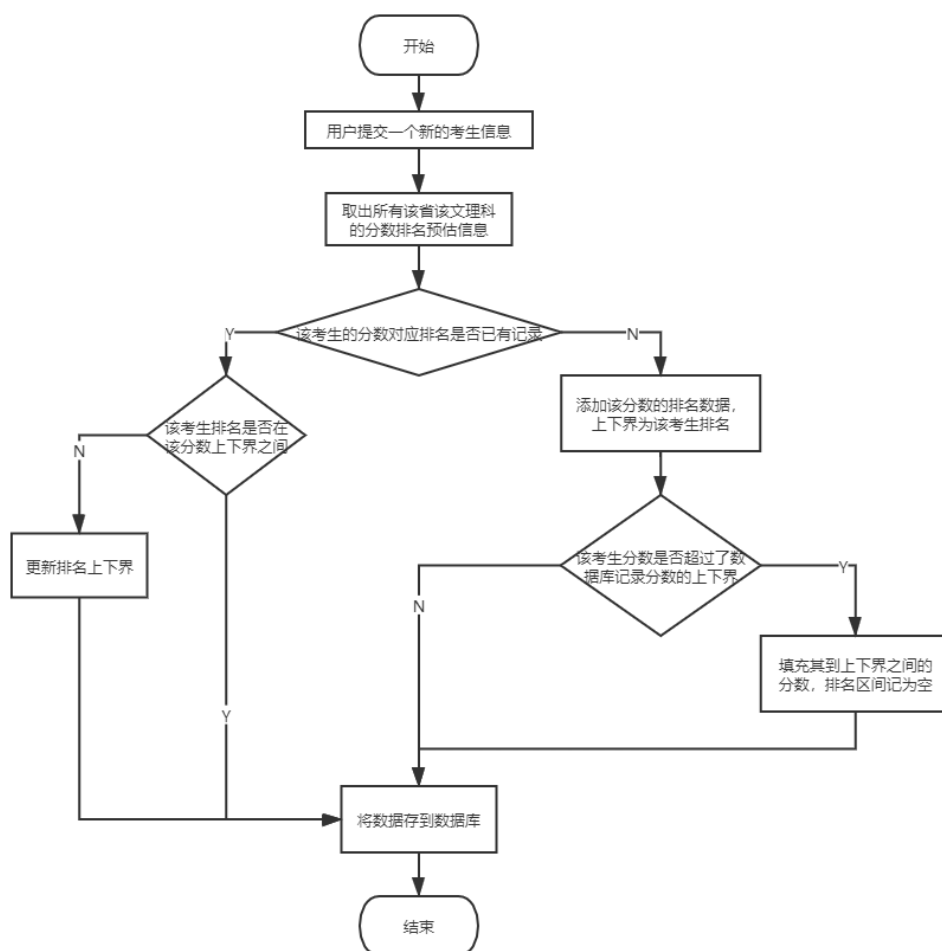 开始
用户提交一个新的考生信息
取出所有该省该文理科
的分数排名预估信息
该考生的分数对应排名是否已有记录
Y
N
该考生排名是否在
该分数上下界之间
添加该分数的排名数据，
上下界为该考生排名
N
更新排名上下界
该考生分数是否超过了数
据库记录分数的上下界
N
Y
填充其到上下界之间的
分数，排名区间记为空
Y
将数据存到数据库
结束